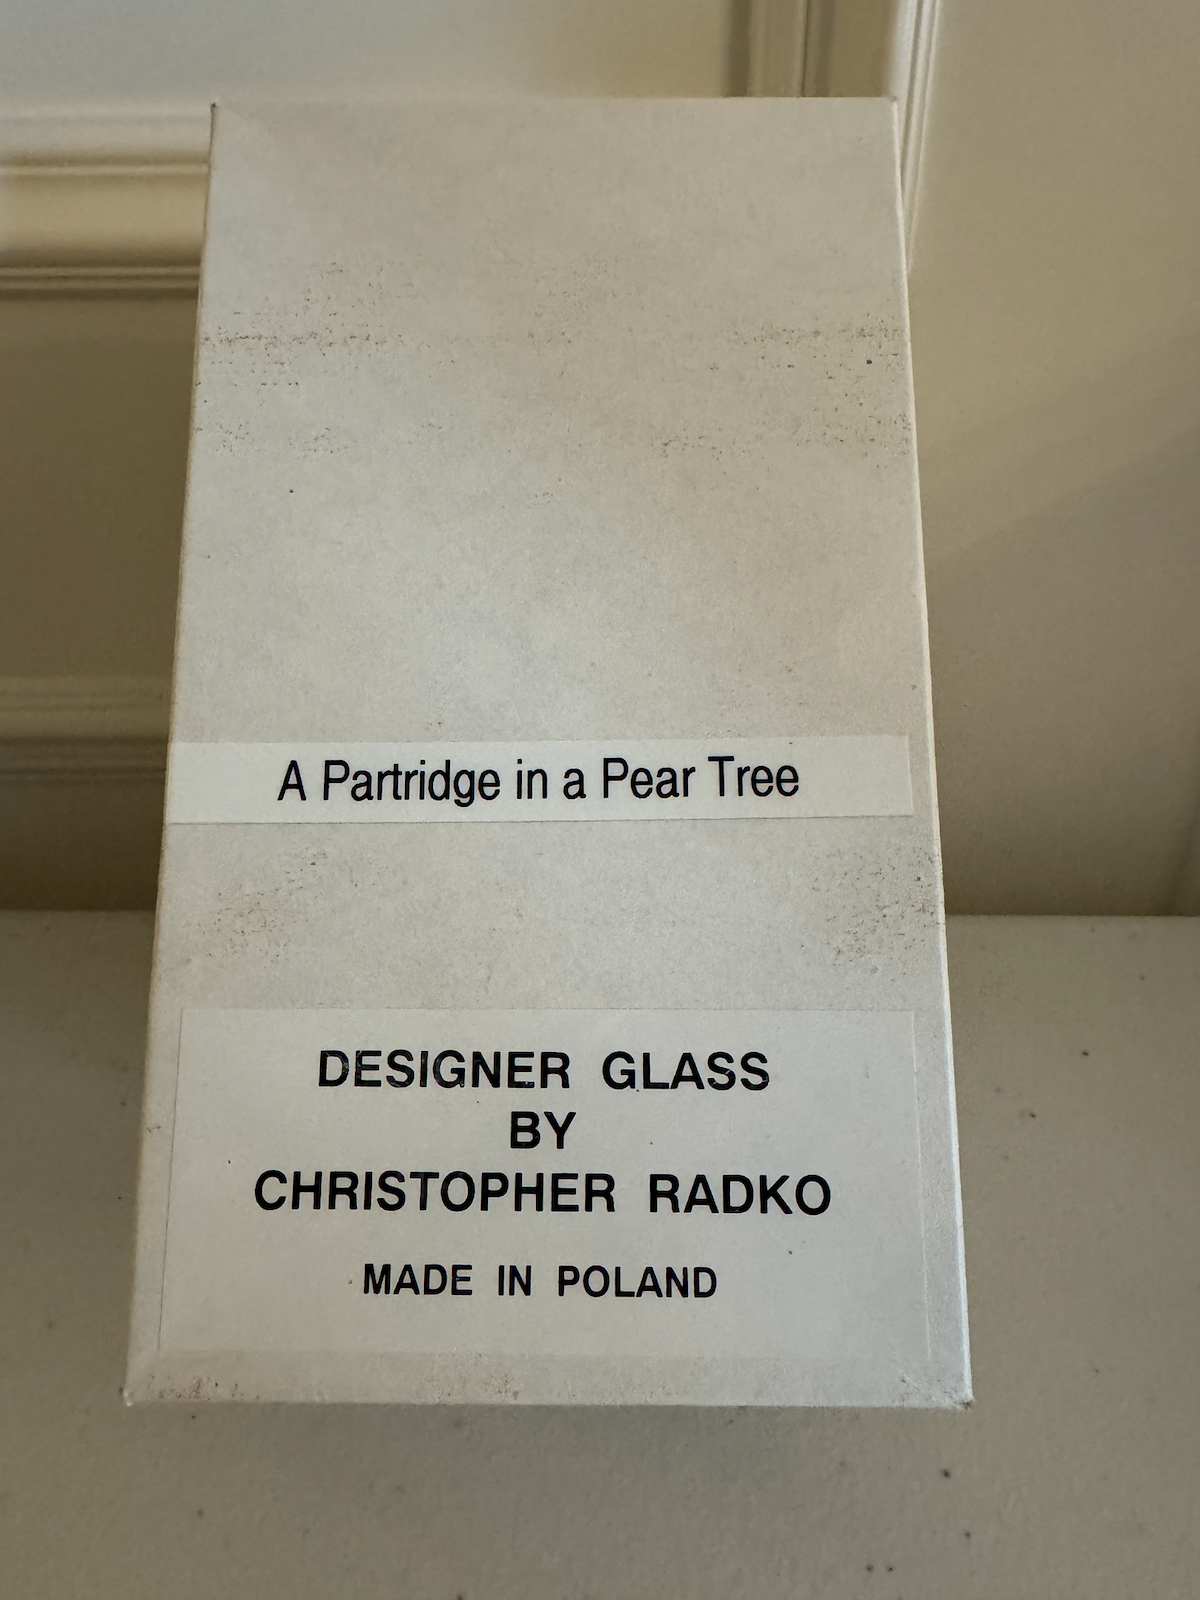 A Partridge in a Pear Tree
DESIGNER GLASS
BY
CHRISTOPHER RADKO
MADE IN POLAND